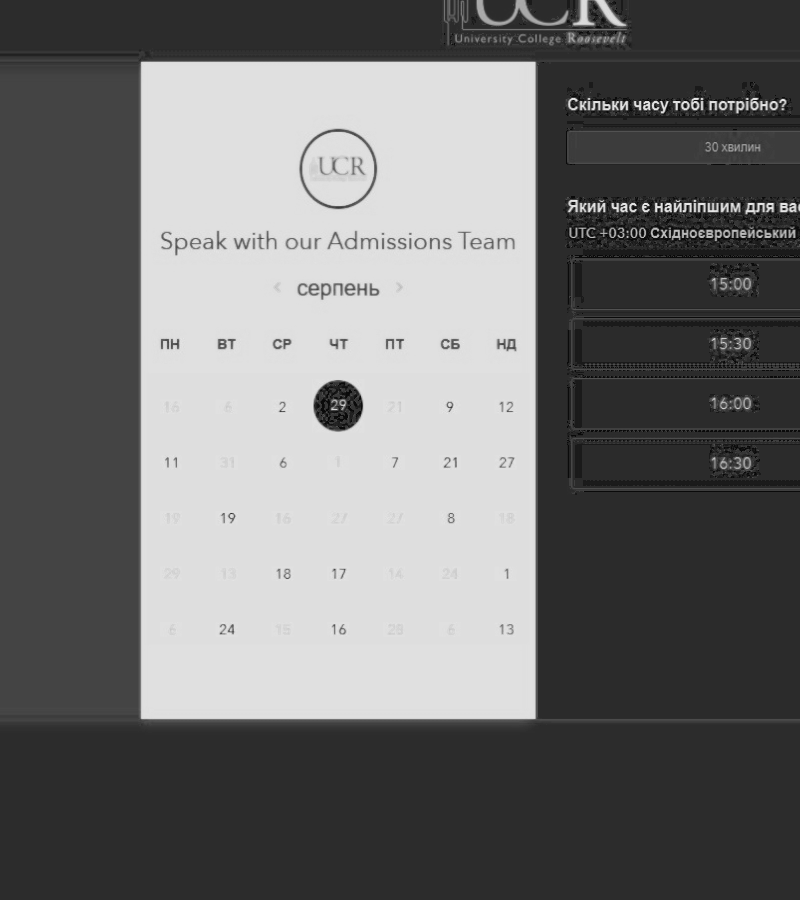 UCR
University College Roosevelt
UCR
Speak with our Admissions Team
серпень
ПН ВТ СР ЧТ ПТ СБ НД
16 6 2 29 21 9 12
11 31 6 1 7 21 27
19 19 16 27 27 8 18
29 13 18 17 14 24 1
6 24 15 16 25 6 13
Скільки часу тобі потрібно?
30 хвилин
Який час є найліпшим для
UTC +03:00 Східноєвропейський
15:00
15:30
16:00
16:30